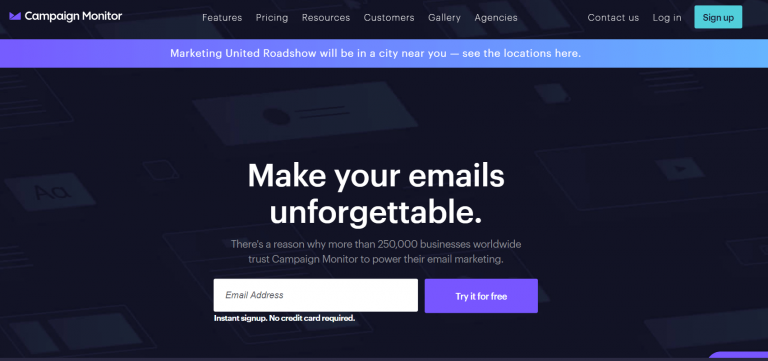 Campaign Monitor
Features Pricing Resources Customers Gallery Agencies Contact us Log in Sign up
Marketing United Roadshow will be in a city near you — see the locations here.
Aa
Make your emails
unforgettable.
There's a reason why more than 250,000 businesses worldwide
trust Campaign Monitor to power their email marketing.
Email Address
Try it for free
Instant signup. No credit card required.